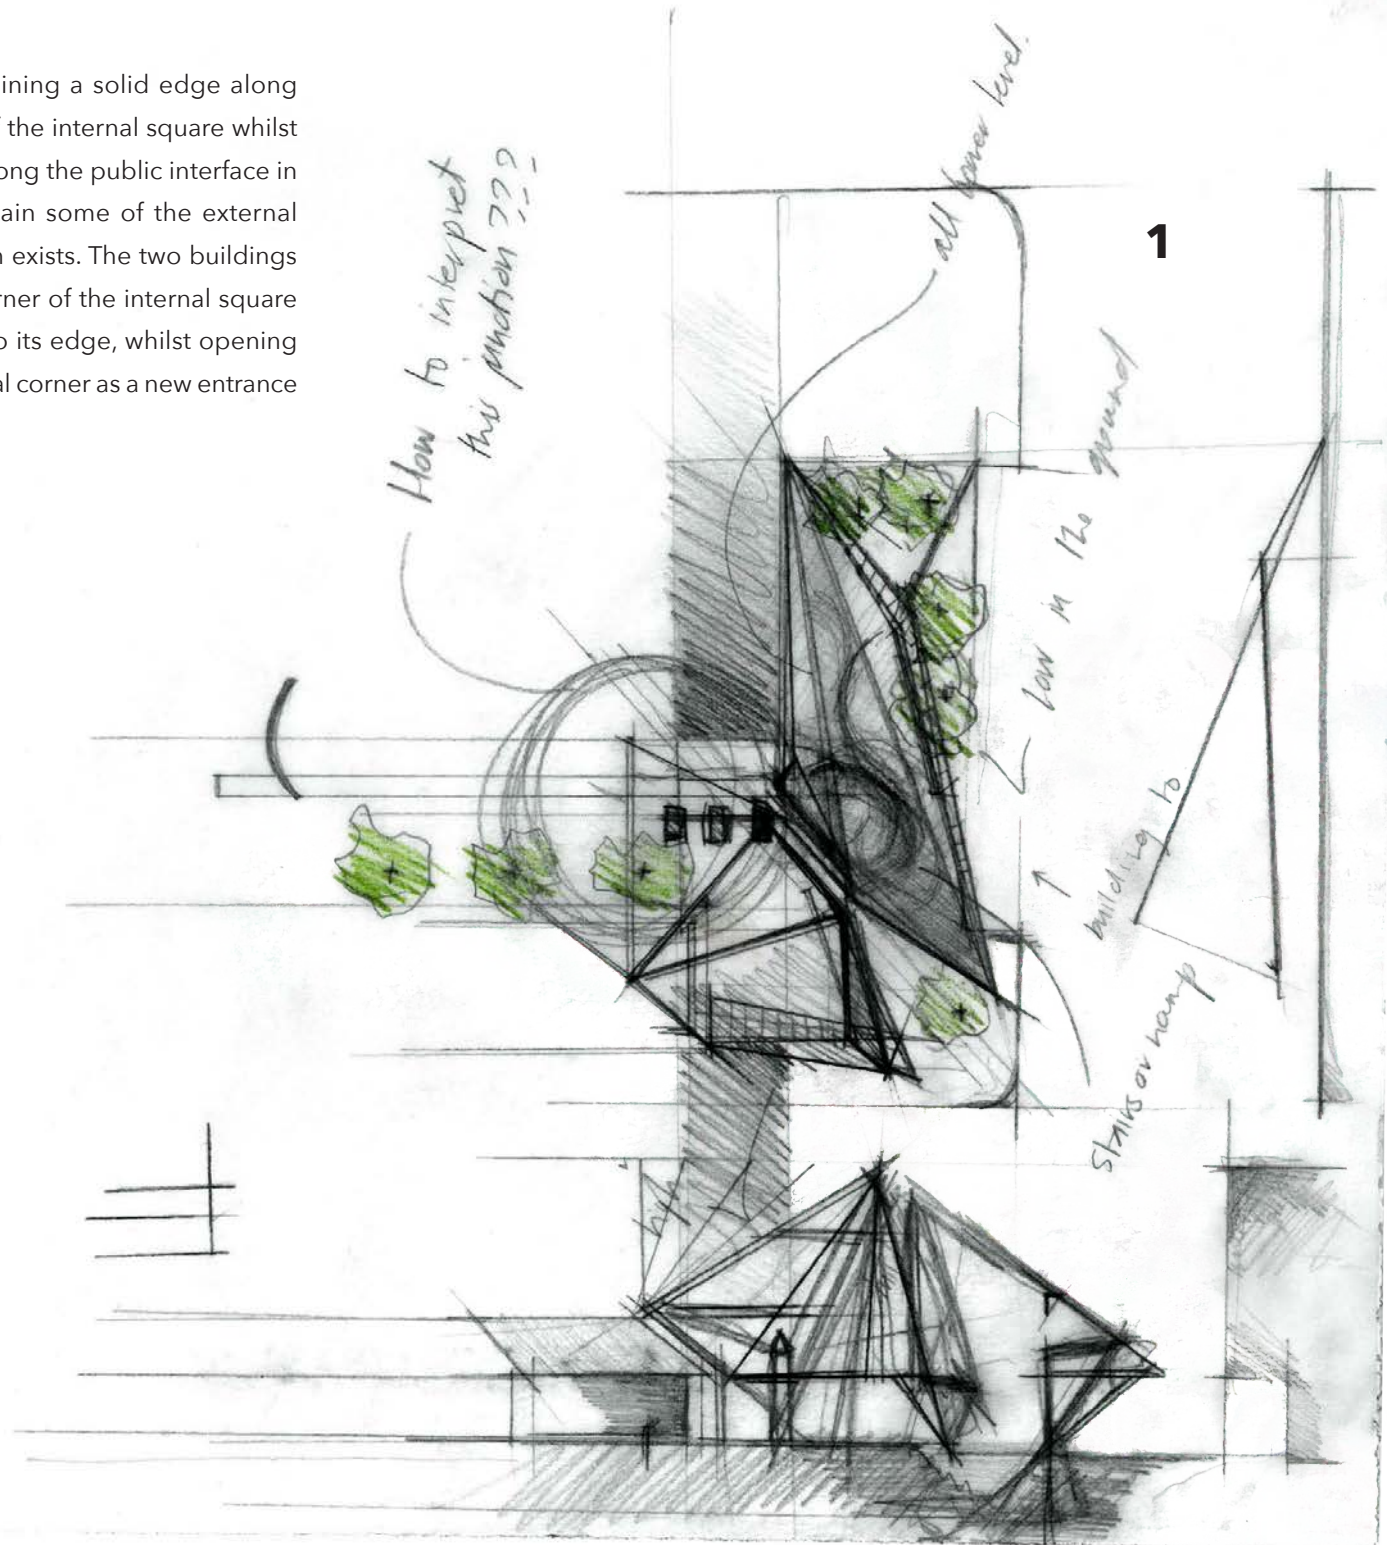 ining a solid edge along
the internal square whilst
ong the public interface in
ain some of the external
exists. The two buildings
rner of the internal square
its edge, whilst opening
al corner as a new entrance
1
How to interpret
this junction ???
all lower level.
low in the ground
building to
Stairs or ramp